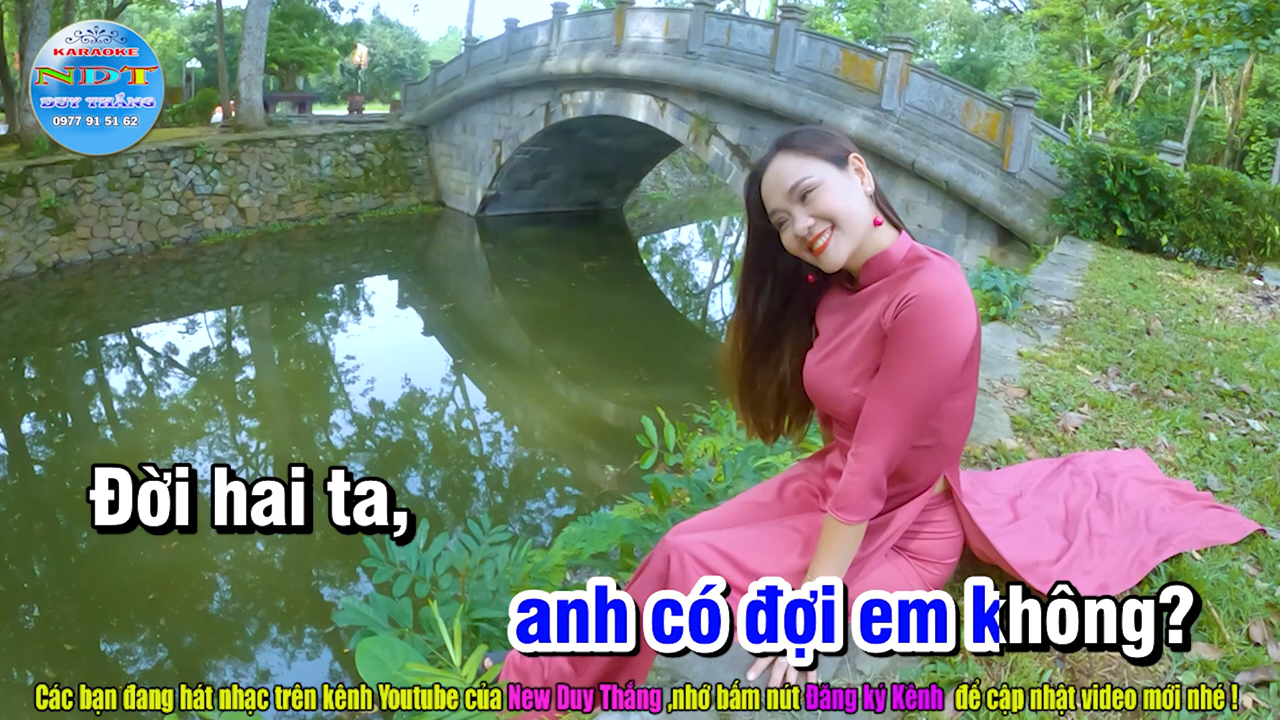 KARAOKE
NDT
DUY THẮNG
0977 91 51 62
Đời hai ta,
anh có đợi em không?
Các bạn đang hát nhạc trên kênh Youtube của New Duy Thắng ,nhớ bấm nút Đăng ký Kênh để cập nhật video mới nhé !